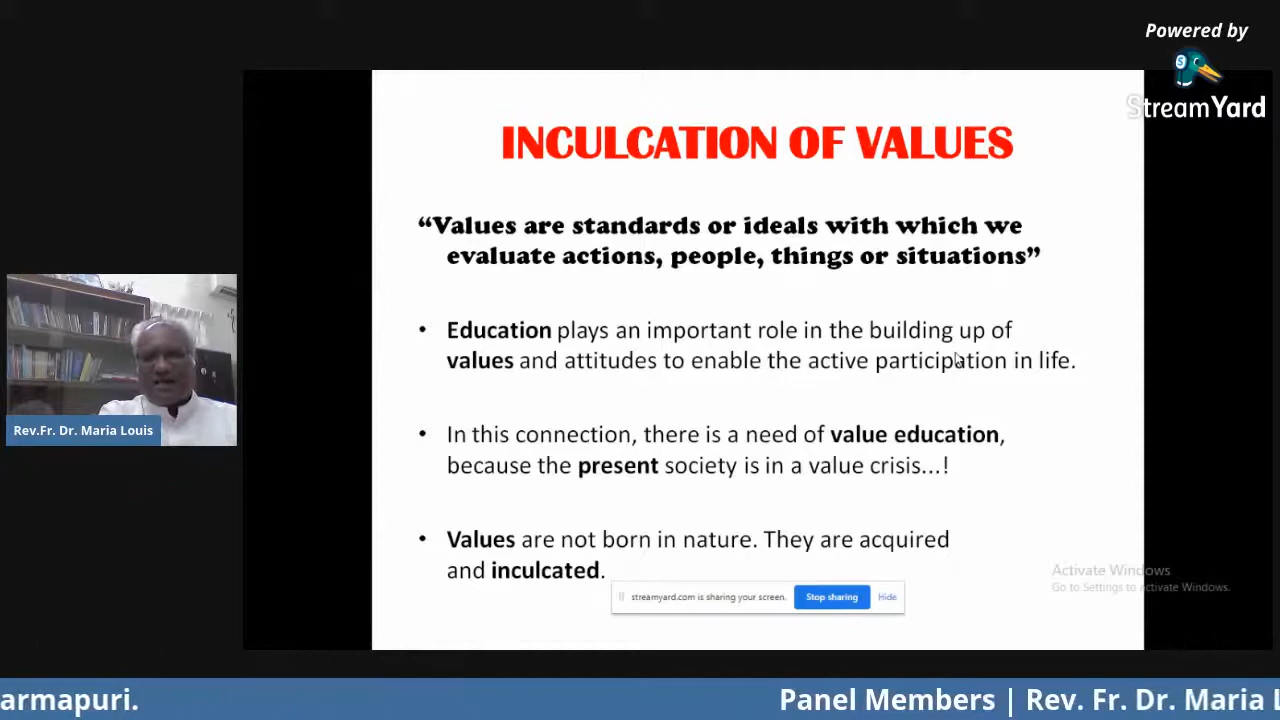 Powered by
StreamYard
INCULCATION OF VALUES
“Values are standards or ideals with which we
evaluate actions, people, things or situations”
• Education plays an important role in the building up of
values and attitudes to enable the active participation in life.
• In this connection, there is a need of value education,
because the present society is in a value crisis...!
• Values are not born in nature. They are acquired
and inculcated.
Rev.Fr. Dr. Maria Louis
Activate Windows
Go to Settings to activate Windows.
streamyard.com is sharing your screen.
Stop sharing
Hide
armapuri.
Panel Members | Rev. Fr. Dr. Maria L